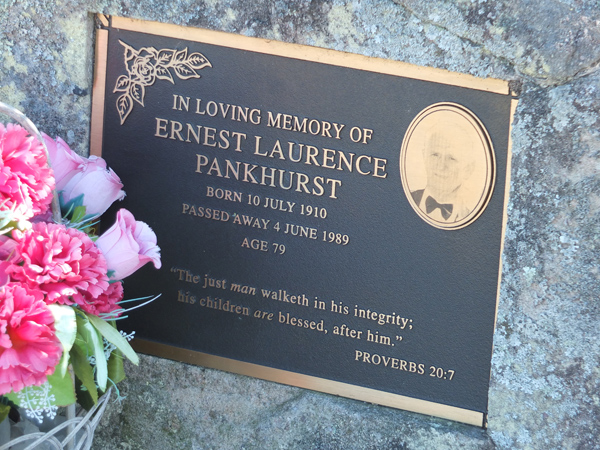 IN LOVING MEMORY OF
ERNEST LAURENCE
PANKHURST
BORN 10 JULY 1910
PASSED AWAY 4 JUNE 1989
AGE 79
“The just man walketh in his integrity;
his children are blessed, after him.”
PROVERBS 20:7